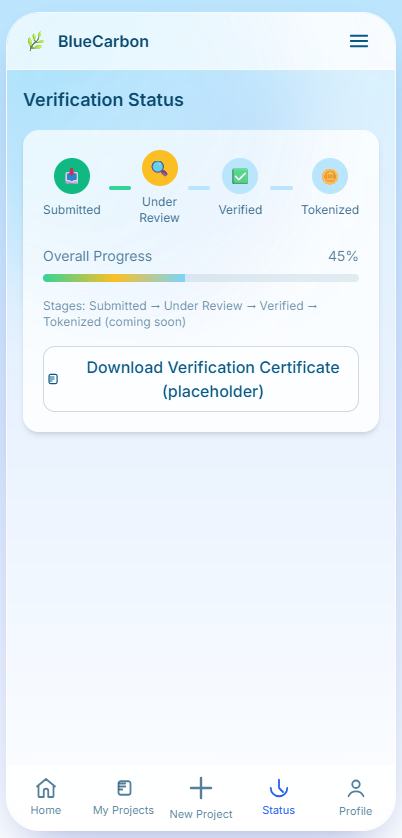 BlueCarbon
Verification Status
Submitted
Under
Review
Verified
Tokenized
Overall Progress 45%
Stages: Submitted → Under Review → Verified →
Tokenized (coming soon)
Download Verification Certificate
(placeholder)
Home
My Projects
New Project
Status
Profile